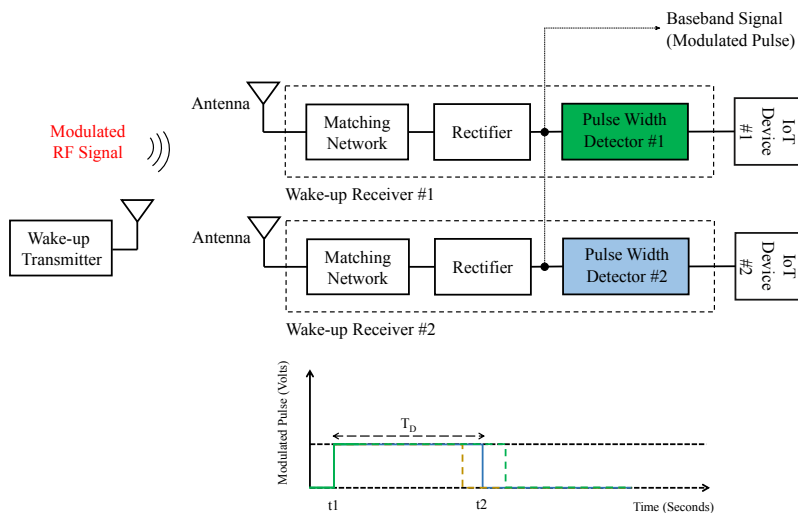 Baseband Signal
(Modulated Pulse)
Antenna
Modulated
RF Signal
Matching
Network
Rectifier
Pulse Width
Detector #1
IoT
Device
#1
Wake-up Receiver #1
Wake-up
Transmitter
Antenna
Matching
Network
Rectifier
Pulse Width
Detector #2
IoT
Device
#2
Wake-up Receiver #2
Modulated Pulse (Volts)
T_D
t1
t2
Time (Seconds)